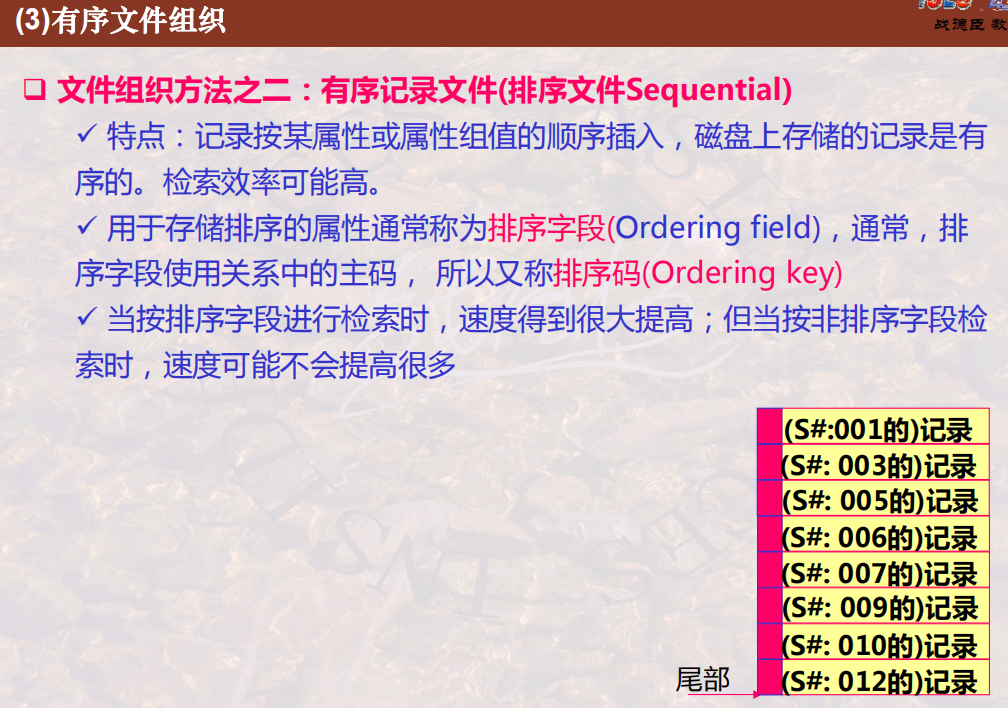 (3)有序文件组织
战德臣 教
❑ 文件组织方法之二：有序记录文件(排序文件Sequential)
✓ 特点：记录按某属性或属性组值的顺序插入，磁盘上存储的记录是有
序的。检索效率可能高。
✓ 用于存储排序的属性通常称为排序字段(Ordering field)，通常，排
序字段使用关系中的主码， 所以又称排序码(Ordering key)
✓ 当按排序字段进行检索时，速度得到很大提高；但当按非排序字段检
索时，速度可能不会提高很多
(S#:001的)记录
(S#: 003的)记录
(S#: 005的)记录
(S#: 006的)记录
(S#: 007的)记录
(S#: 009的)记录
(S#: 010的)记录
(S#: 012的)记录
尾部